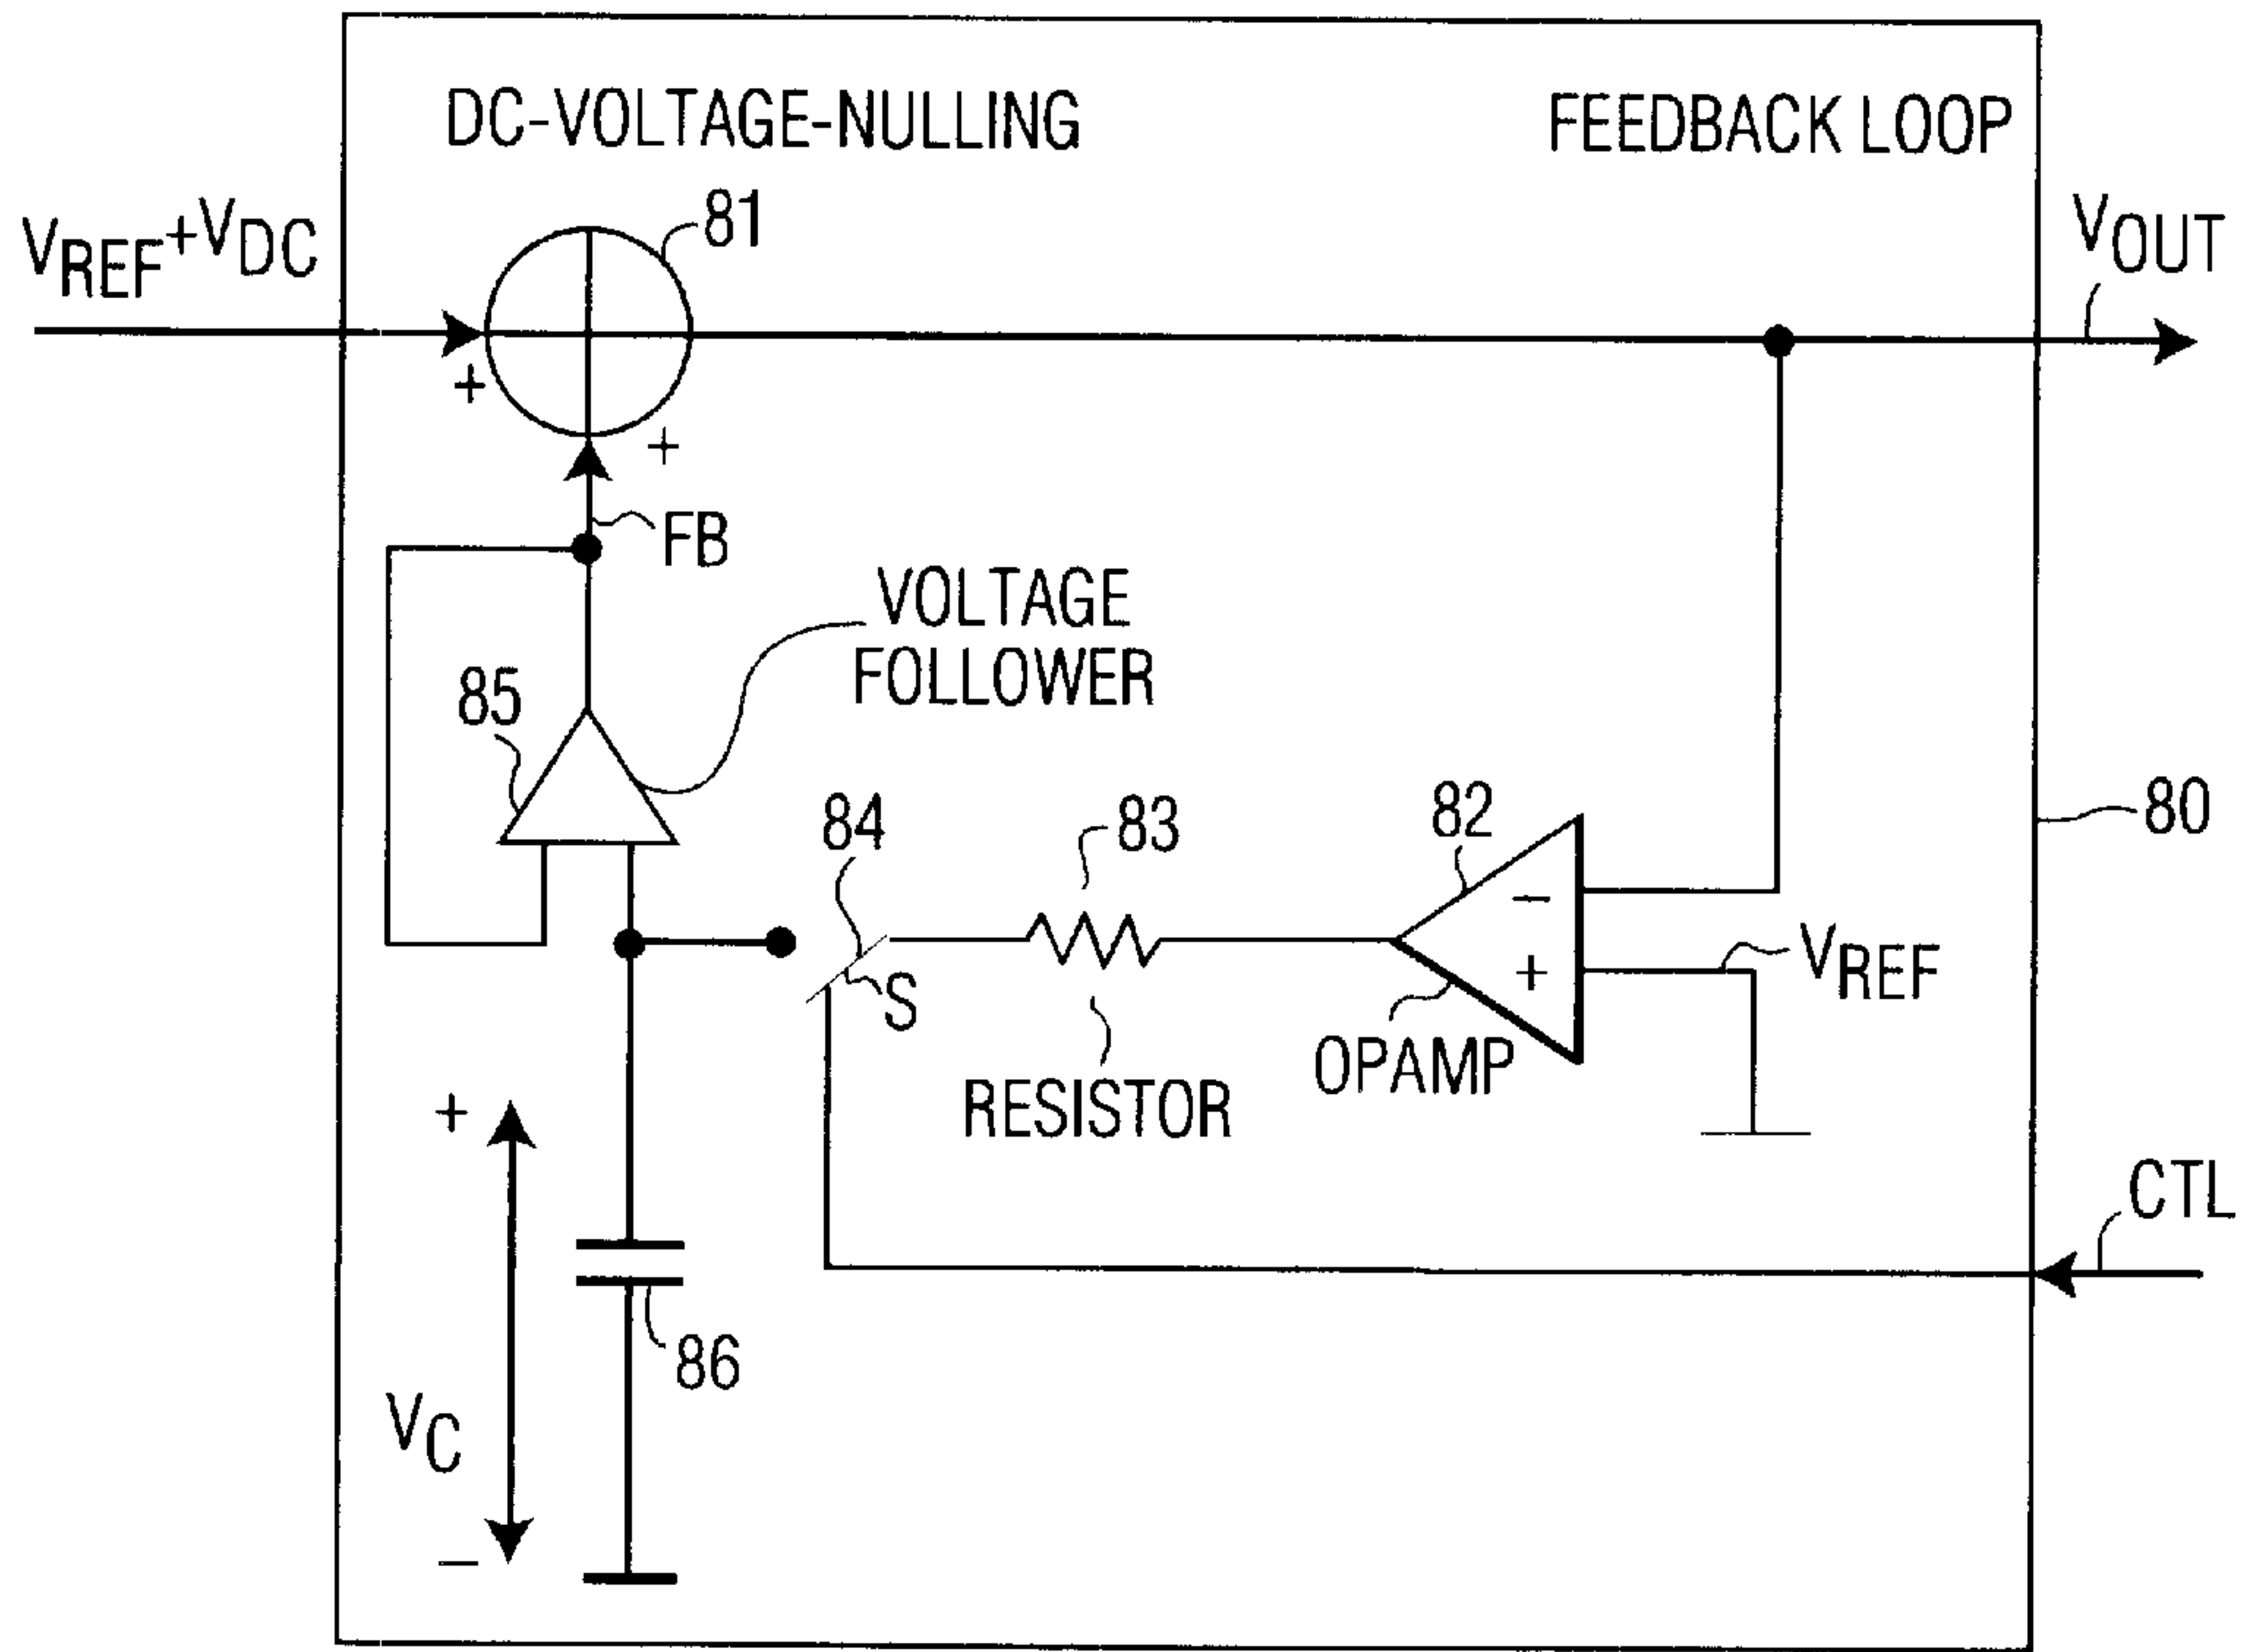 DC-VOLTAGE-NULLING FEEDBACK LOOP
81
VREF+VDC
VOUT
+
+
FB
VOLTAGE
FOLLOWER
85
84
83
82
80
−
+
VREF
S
OPAMP
RESISTOR
+
CTL
86
VC
−